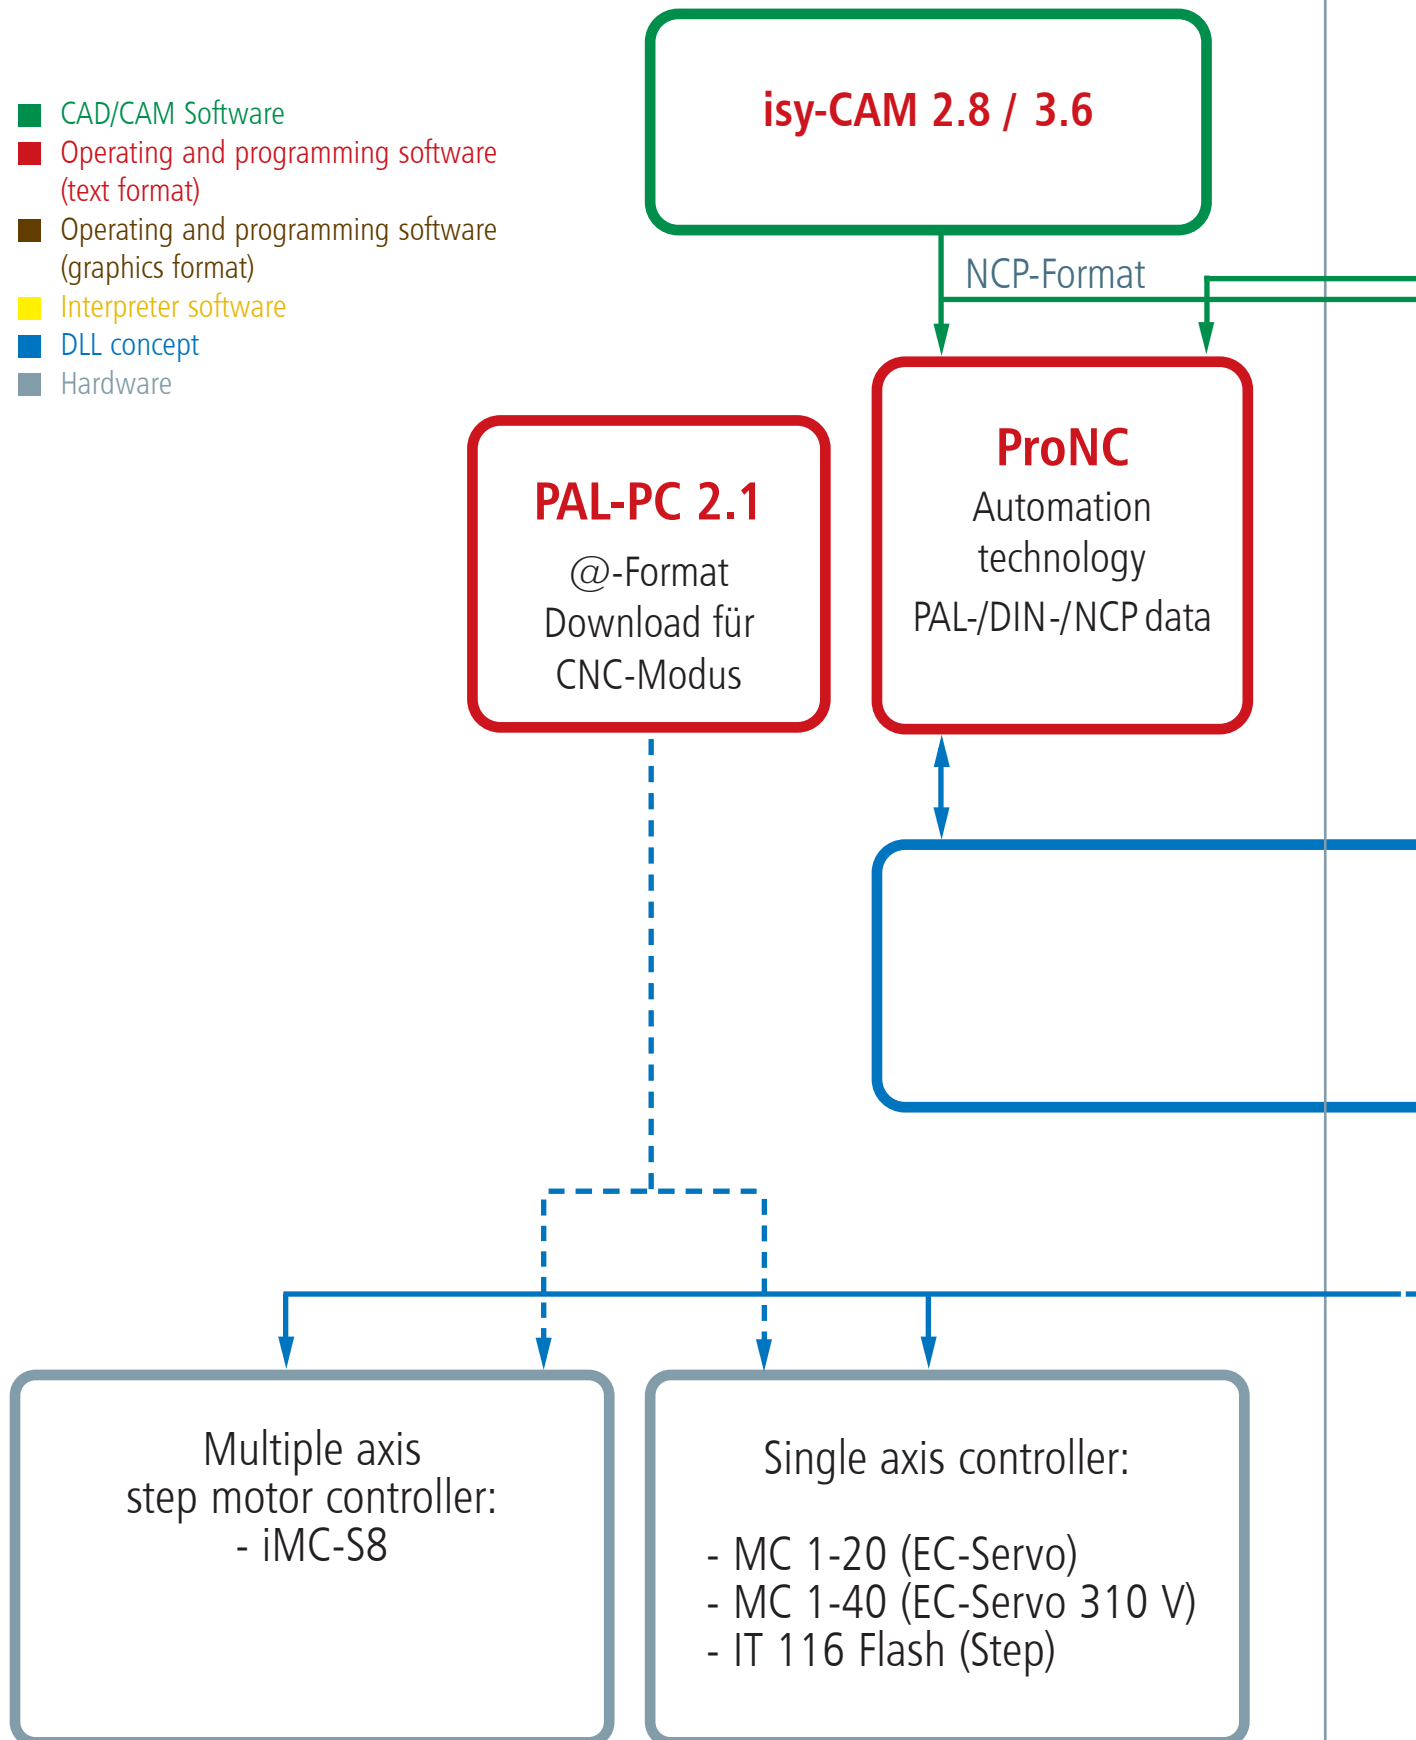 isy-CAM 2.8 / 3.6
CAD/CAM Software
Operating and programming software
(text format)
Operating and programming software
(graphics format)
Interpreter software
DLL concept
Hardware
NCP-Format
PAL-PC 2.1
@-Format
Download für
CNC-Modus
ProNC
Automation
technology
PAL-/DIN-/NCP data
Multiple axis
step motor controller:
- iMC-S8
Single axis controller:
- MC 1-20 (EC-Servo)
- MC 1-40 (EC-Servo 310 V)
- IT 116 Flash (Step)